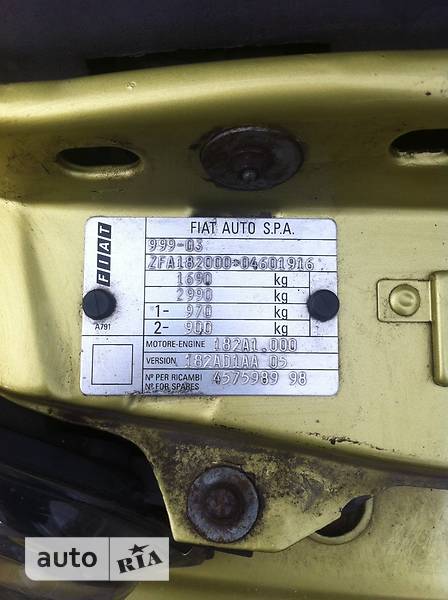 FIAT
A791
FIAT AUTO S.P.A.
999-03
ZFA182000*04601916
1690 kg
2990 kg
1- 970 kg
2- 900 kg
MOTORE-ENGINE 182A1.000
VERSION. 182AD1AA 05
N° PER RICAMBI
N° FOR SPARES 4575989 98
auto RIA